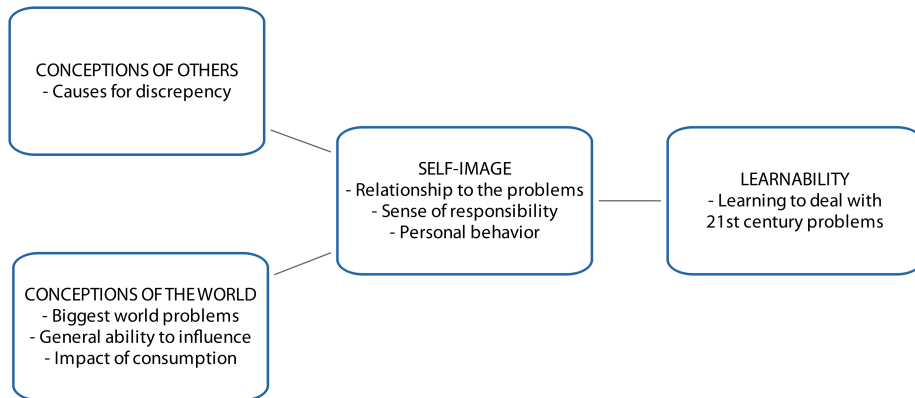 CONCEPTIONS OF OTHERS
- Causes for discrepency
SELF-IMAGE
- Relationship to the problems
- Sense of responsibility
- Personal behavior
LEARNABILITY
- Learning to deal with
21st century problems
CONCEPTIONS OF THE WORLD
- Biggest world problems
- General ability to influence
- Impact of consumption